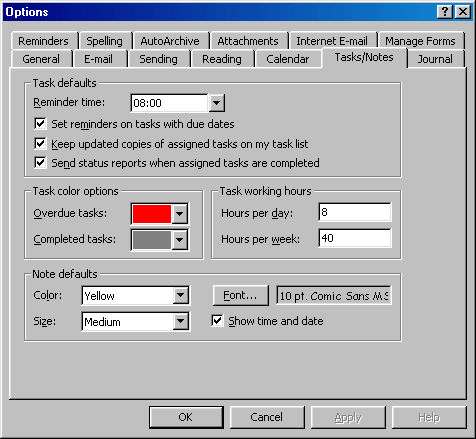 Options
Reminders Spelling AutoArchive Attachments Internet E-mail Manage Forms
General E-mail Sending Reading Calendar Tasks/Notes Journal
Task defaults
Reminder time: 08:00
Set reminders on tasks with due dates
Keep updated copies of assigned tasks on my task list
Send status reports when assigned tasks are completed
Task color options Task working hours
Overdue tasks: Hours per day: 8
Completed tasks: Hours per week: 40
Note defaults
Color: Yellow Font... 10 pt. Comic Sans MS
Size: Medium Show time and date
OK Cancel Apply Help